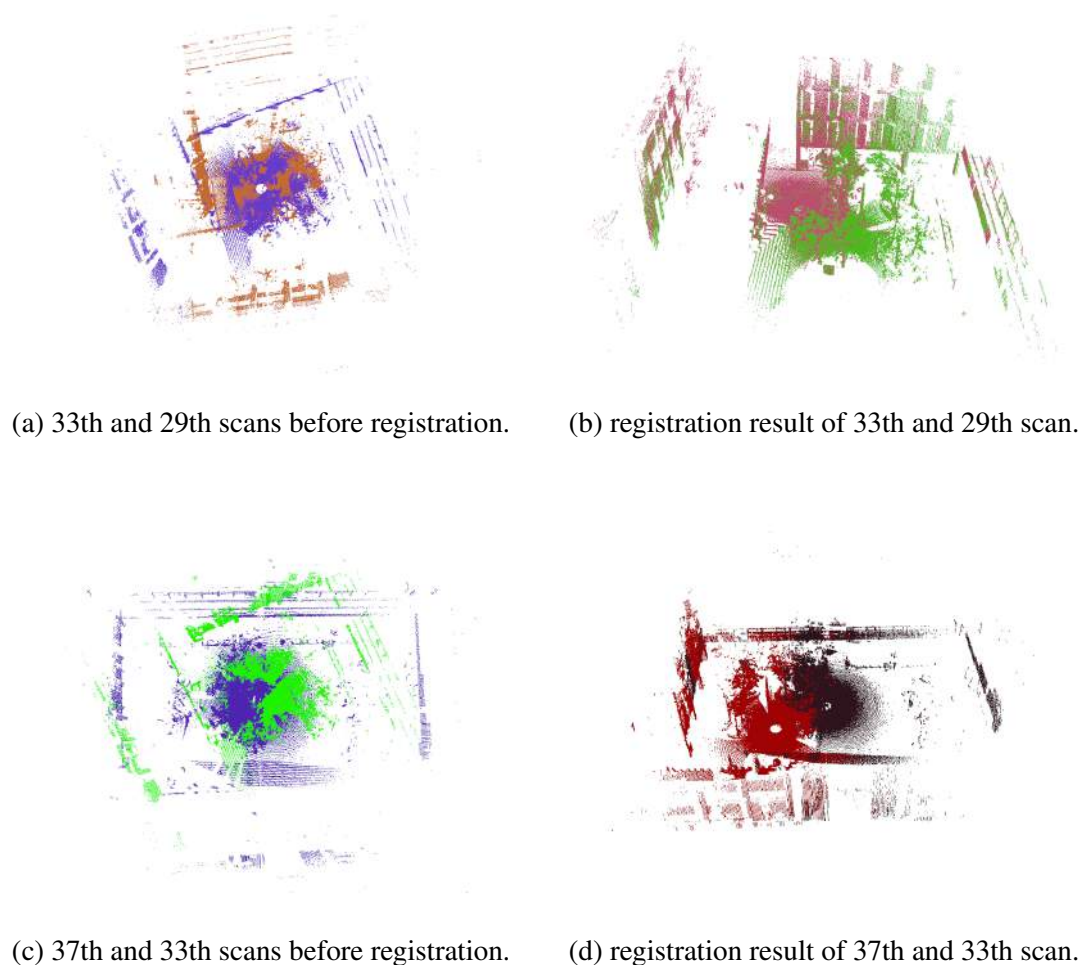 (a) 33th and 29th scans before registration.
(b) registration result of 33th and 29th scan.
(c) 37th and 33th scans before registration.
(d) registration result of 37th and 33th scan.